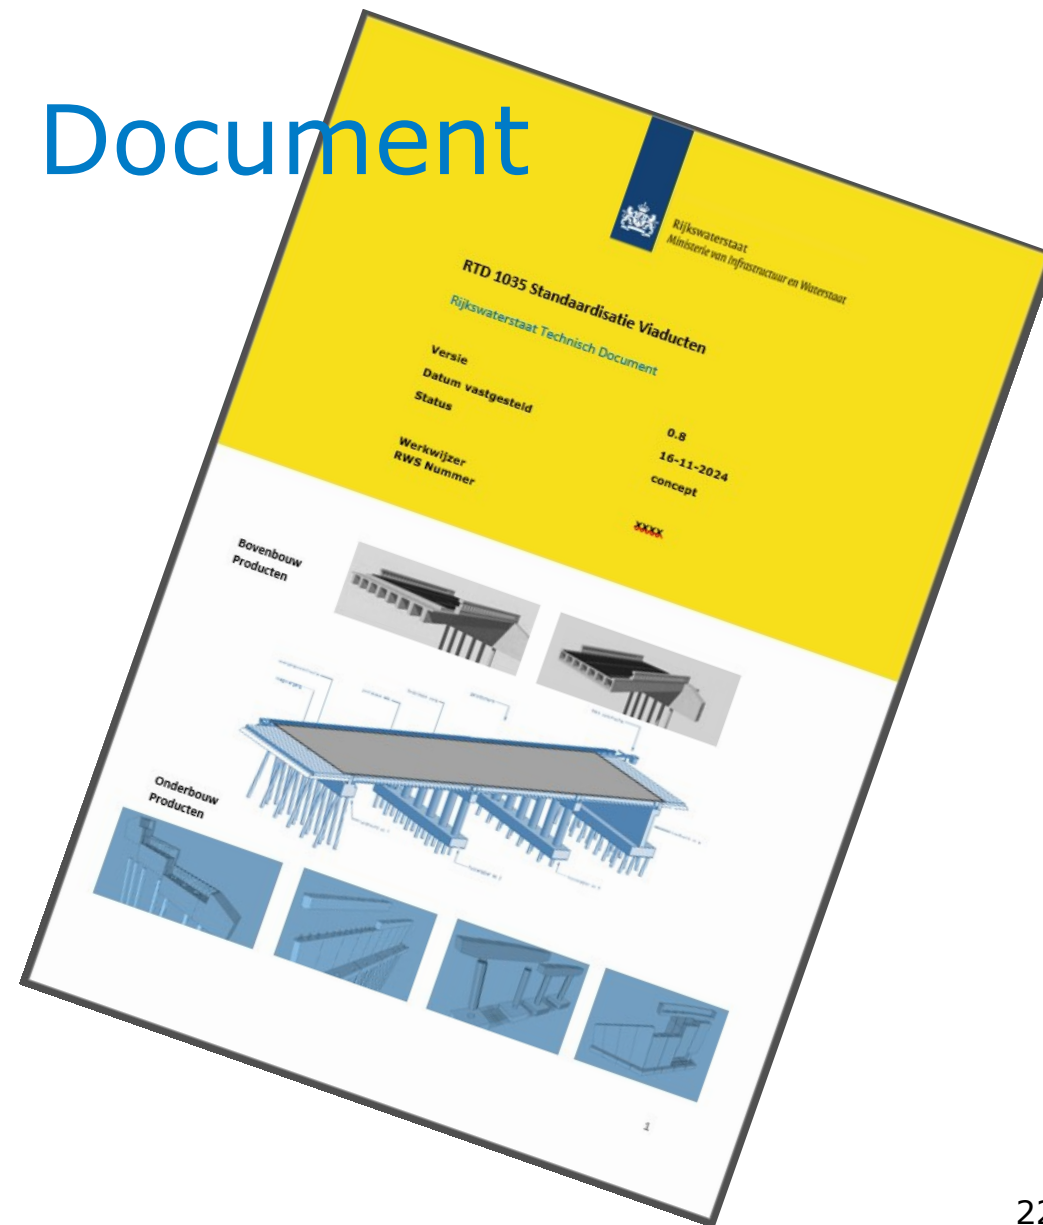 Document
Rijkswaterstaat
Ministerie van Infrastructuur en Waterstaat
RTD 1035 Standaardisatie Viaducten
Rijkswaterstaat Technisch Document
Versie 0.8
Datum vastgesteld 16-11-2024
Status concept
Werkwijzer
RWS Nummer xxxx
Bovenbouw
Producten
Onderbouw
Producten
1
22